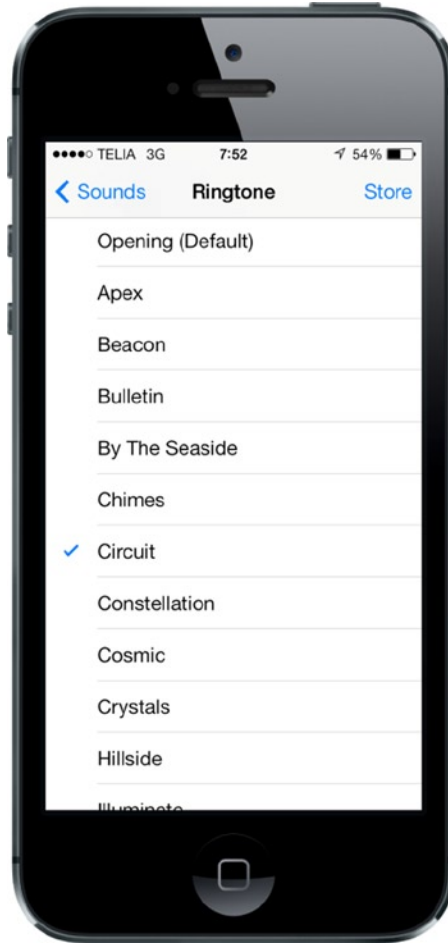 TELIA 3G 7:52 54%
Sounds Ringtone Store
Opening (Default)
Apex
Beacon
Bulletin
By The Seaside
Chimes
Circuit
Constellation
Cosmic
Crystals
Hillside
Illuminate